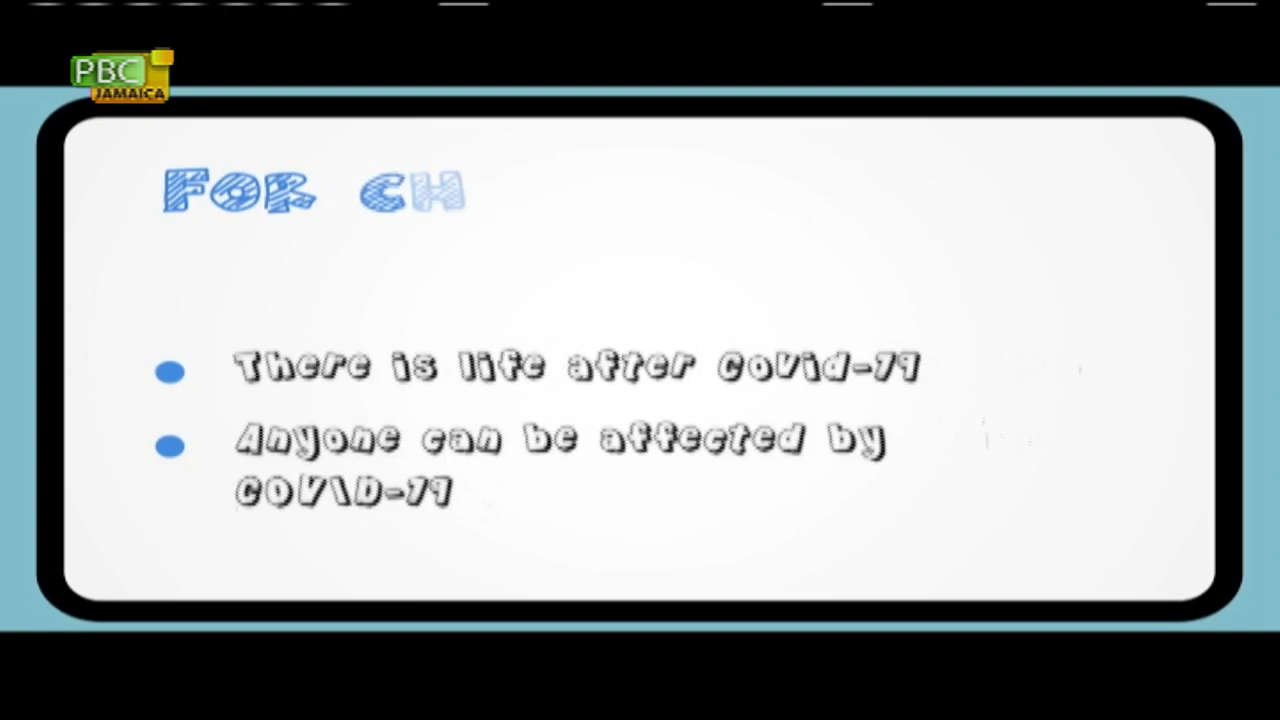 PBC
JAMAICA
FOR CH
There is life after Covid-19
Anyone can be affected by
COVID-19